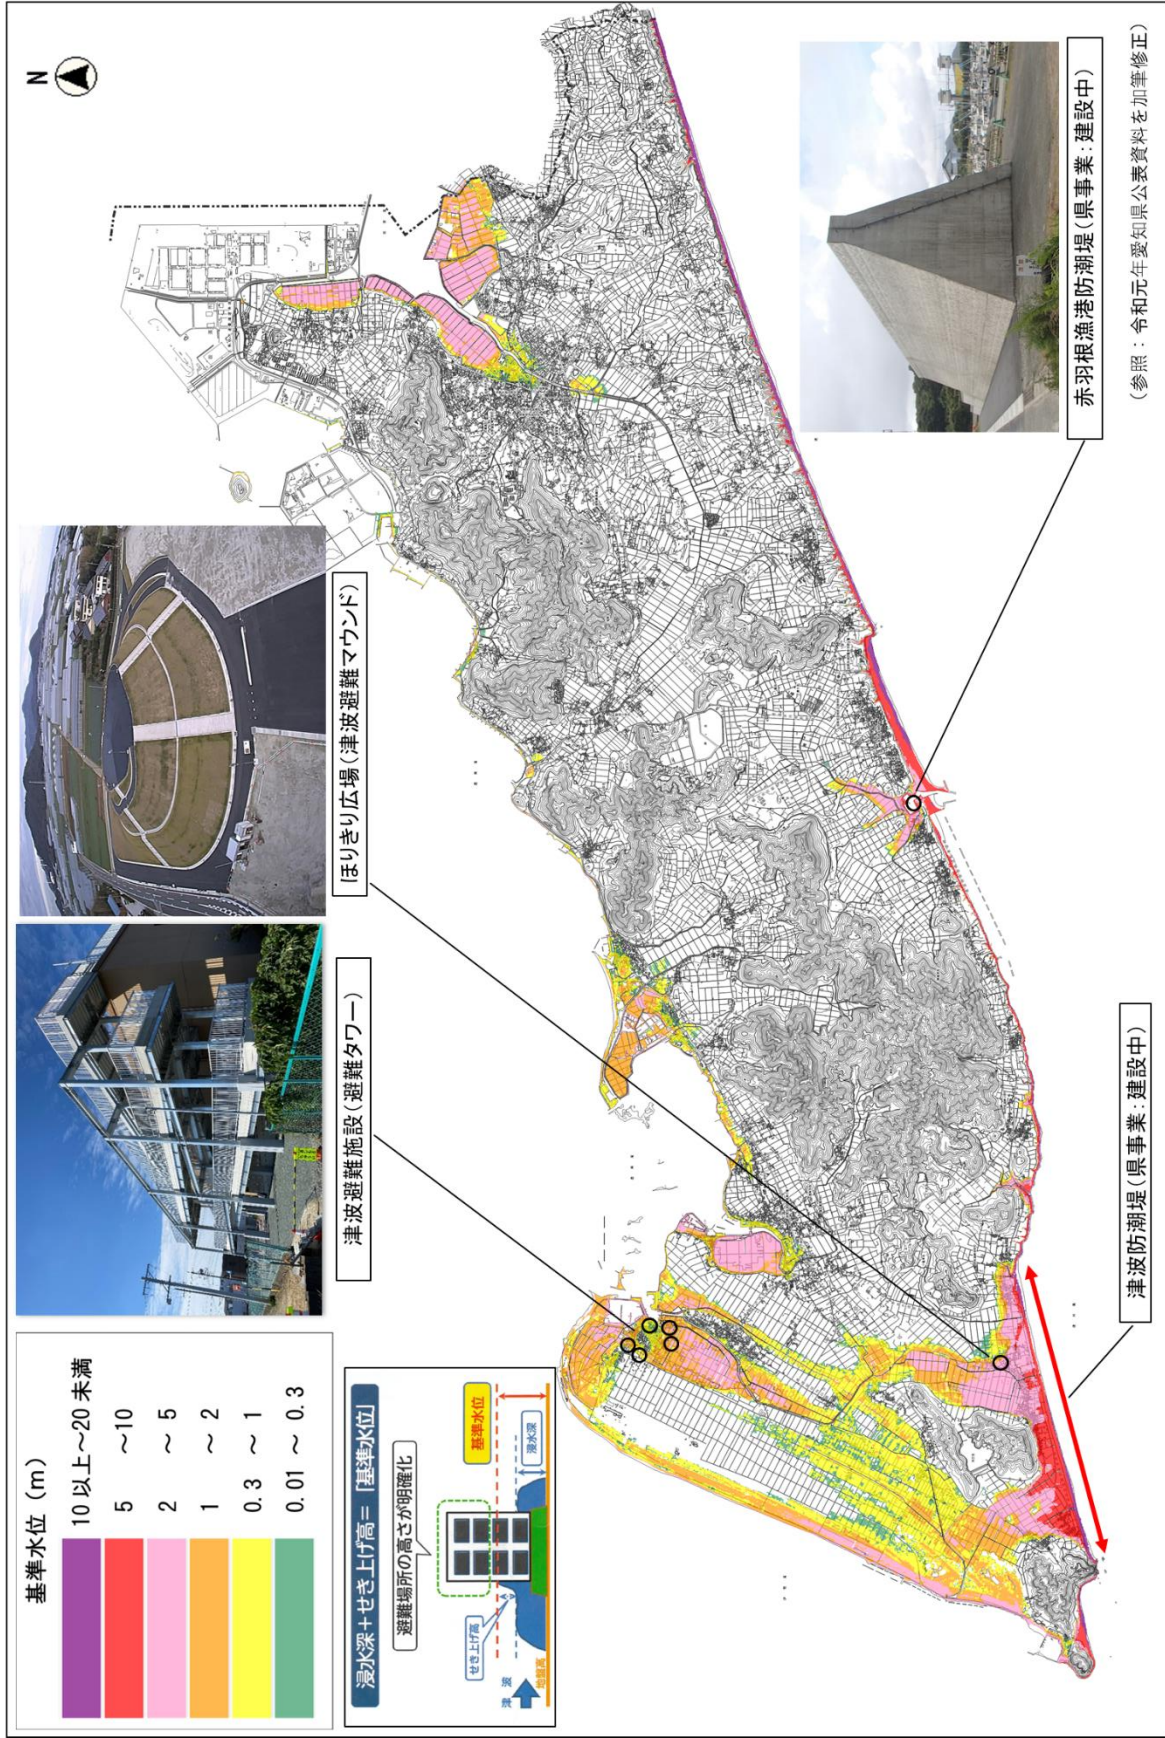 基準水位 (m)
10 以上～20 未満
5 ～10
2 ～ 5
1 ～ 2
0.3 ～ 1
0.01 ～ 0.3
浸水深+せき上げ高=「基準水位」
避難場所の高さが明確化
基準水位
せき上げ高
浸水深
津波
地盤高
津波避難施設(避難タワー)
ほりきり広場(津波避難マウンド)
N
津波防潮堤(県事業:建設中)
赤羽根漁港防潮堤(県事業:建設中)
(参照:令和元年愛知県公表資料を加筆修正)